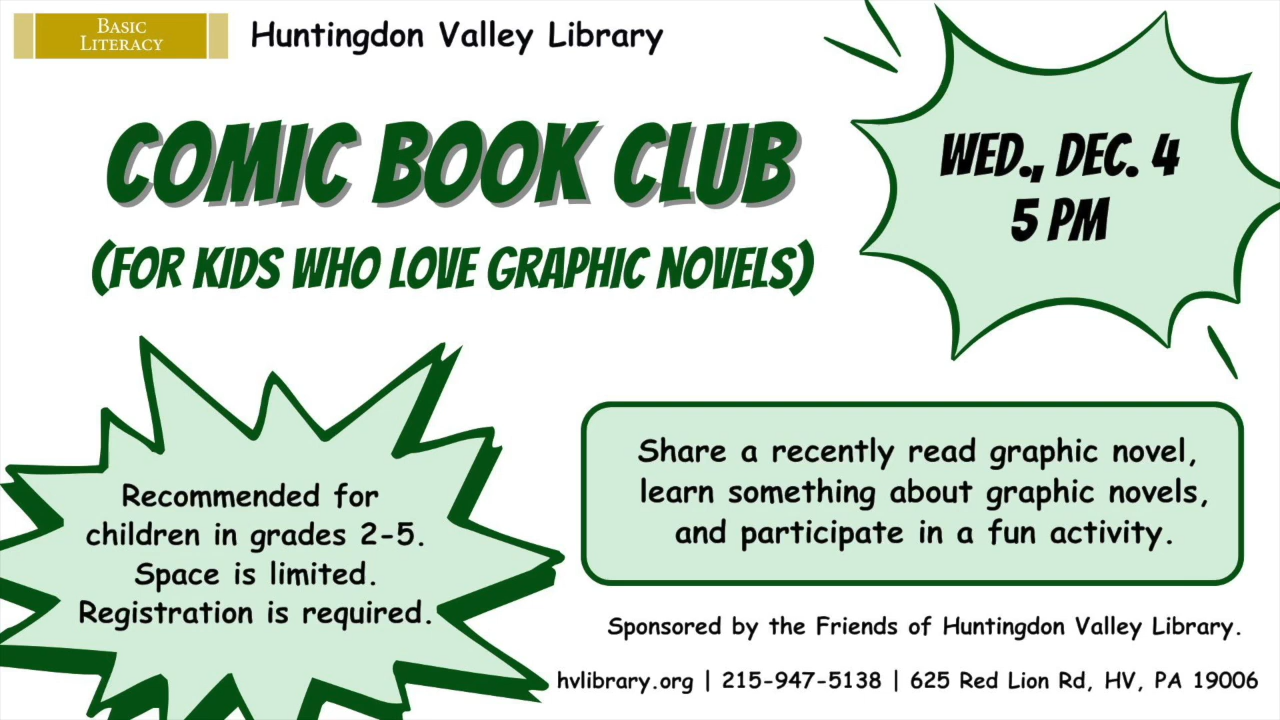 BASIC
LITERACY
Huntingdon Valley Library
COMIC BOOK CLUB
(FOR KIDS WHO LOVE GRAPHIC NOVELS)
WED., DEC. 4
5 PM
Recommended for
children in grades 2-5.
Space is limited.
Registration is required.
Share a recently read graphic novel,
learn something about graphic novels,
and participate in a fun activity.
Sponsored by the Friends of Huntingdon Valley Library.
hvlibrary.org | 215-947-5138 | 625 Red Lion Rd, HV, PA 19006